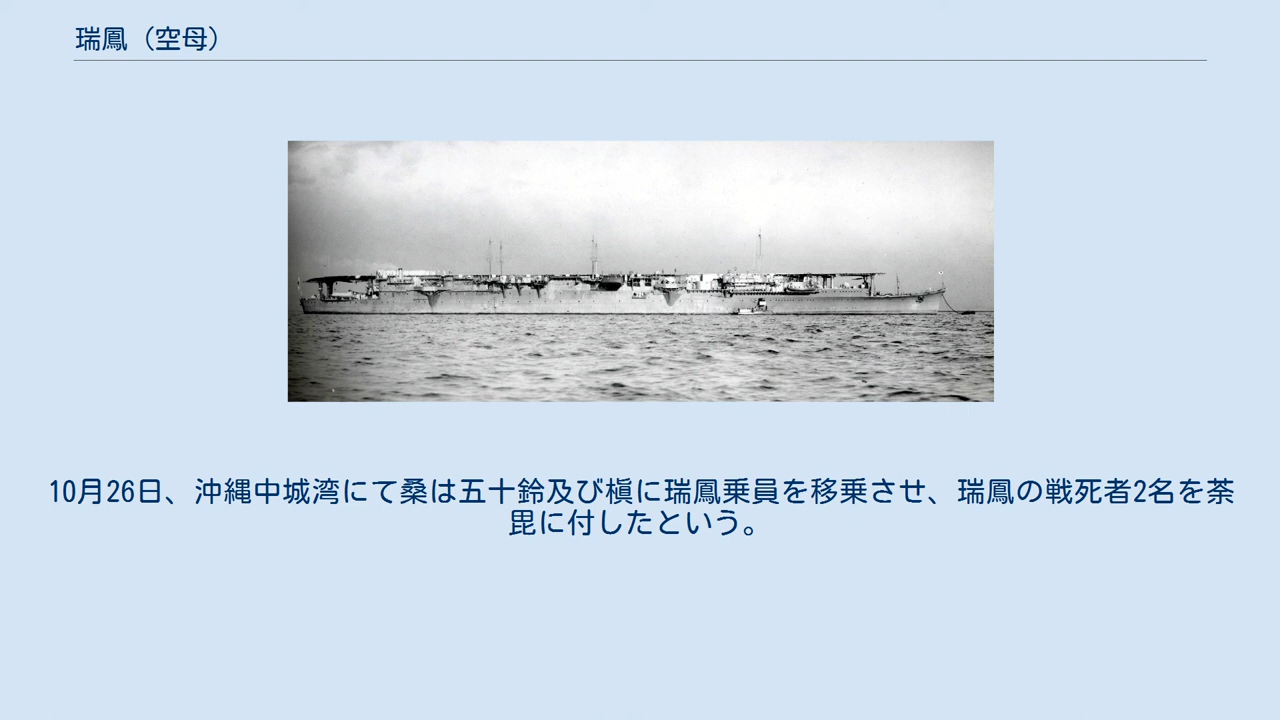 瑞鳳（空母）
10月26日、沖縄中城湾にて桑は五十鈴及び槇に瑞鳳乗員を移乗させ、瑞鳳の戦死者2名を荼
毘に付したという。